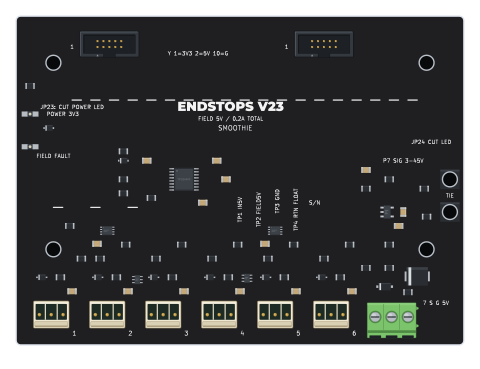 1
1
Y 1=3V3 2=5V 10=G
ENDSTOPS V23
FIELD 5V / 0.2A TOTAL
SMOOTHIE
JP23: CUT POWER LED
POWER 3V3
FIELD FAULT
JP24 CUT LED
P7 SIG 3-45V
TIE
TP1 IN5V
TP2 FIELD5V
TP3 GND
TP4 RTN FLOAT
S/N
7 S G 5V
1
2
3
4
5
6